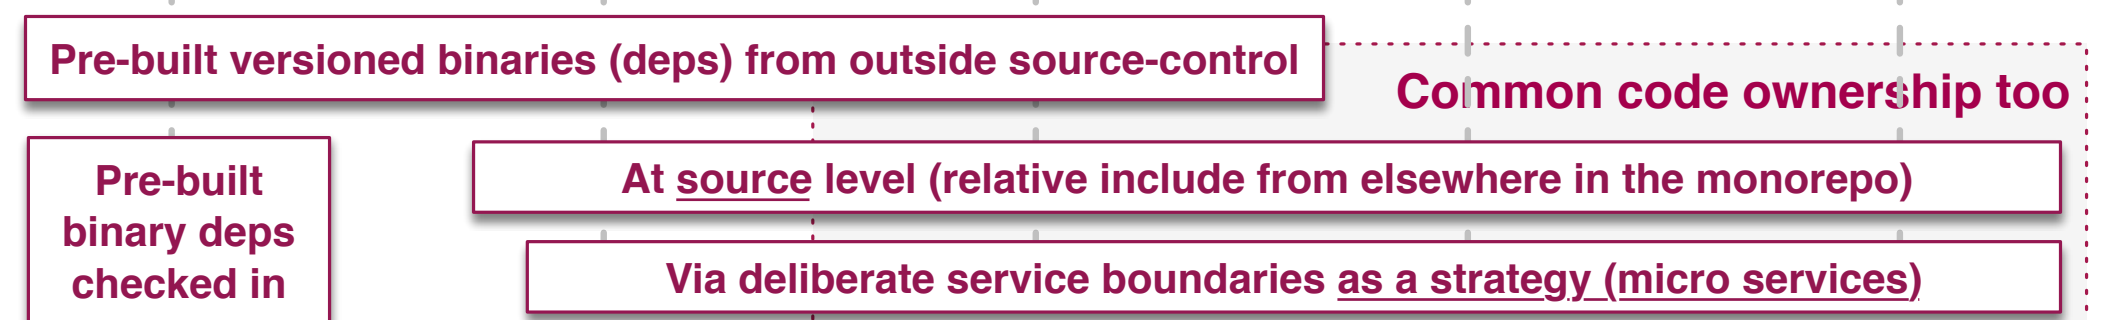 Pre-built versioned binaries (deps) from outside source-control
Common code ownership too
Pre-built
binary deps
checked in
At source level (relative include from elsewhere in the monorepo)
Via deliberate service boundaries as a strategy (micro services)